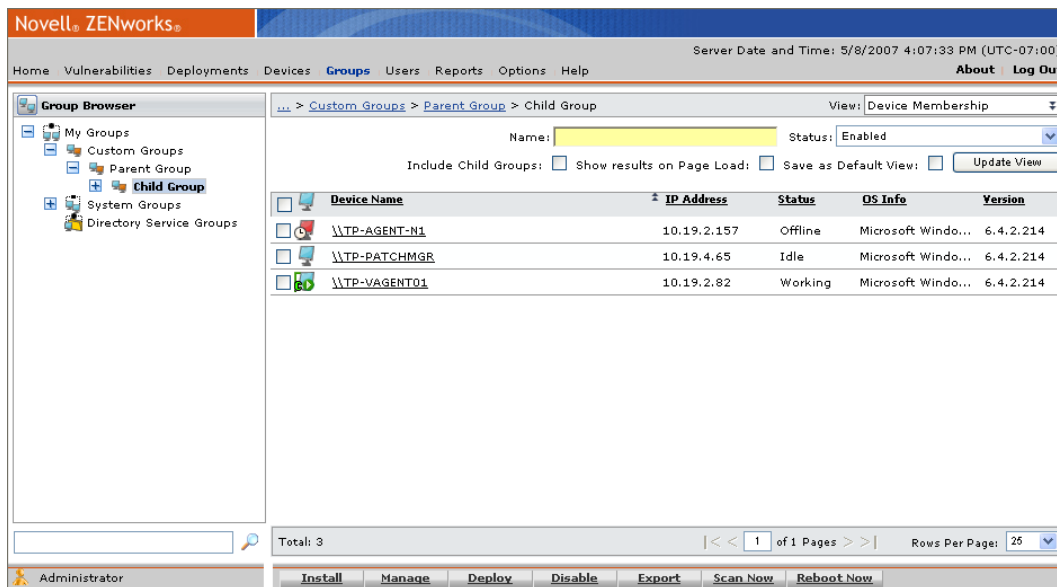 Novell® ZENworks®
Server Date and Time: 5/8/2007 4:07:33 PM (UTC-07:00)
Home Vulnerabilities Deployments Devices Groups Users Reports Options Help
About | Log Ou
Group Browser
... > Custom Groups > Parent Group > Child Group
View: Device Membership
My Groups
Custom Groups
Parent Group
Child Group
System Groups
Directory Service Groups
Name:
Status: Enabled
Include Child Groups: Show results on Page Load: Save as Default View: Update View
Device Name IP Address Status OS Info Version
\\TP-AGENT-N1 10.19.2.157 Offline Microsoft Windo... 6.4.2.214
\\TP-PATCHMGR 10.19.4.65 Idle Microsoft Windo... 6.4.2.214
\\TP-VAGENT01 10.19.2.82 Working Microsoft Windo... 6.4.2.214
Total: 3
|< < 1 of 1 Pages > >| Rows Per Page: 25
Administrator
Install Manage Deploy Disable Export Scan Now Reboot Now